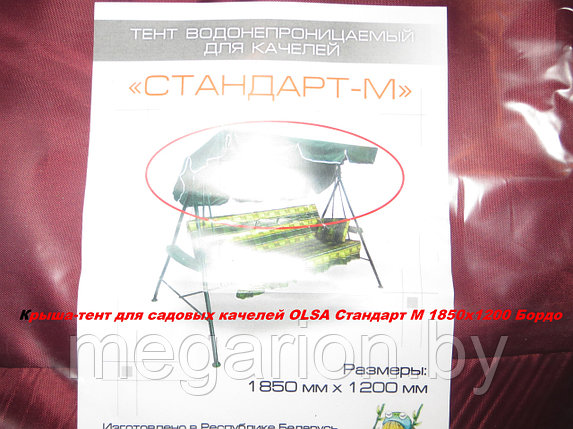 ТЕНТ ВОДОНЕПРОНИЦАЕМЫЙ
ДЛЯ КАЧЕЛЕЙ
«СТАНДАРТ-М»
Крыша-тент для садовых качелей OLSA Стандарт М 1850х1200 Бордо
megarion.by
Размеры:
1850 мм х 1200 мм
Изготовлено в Республике Беларусь